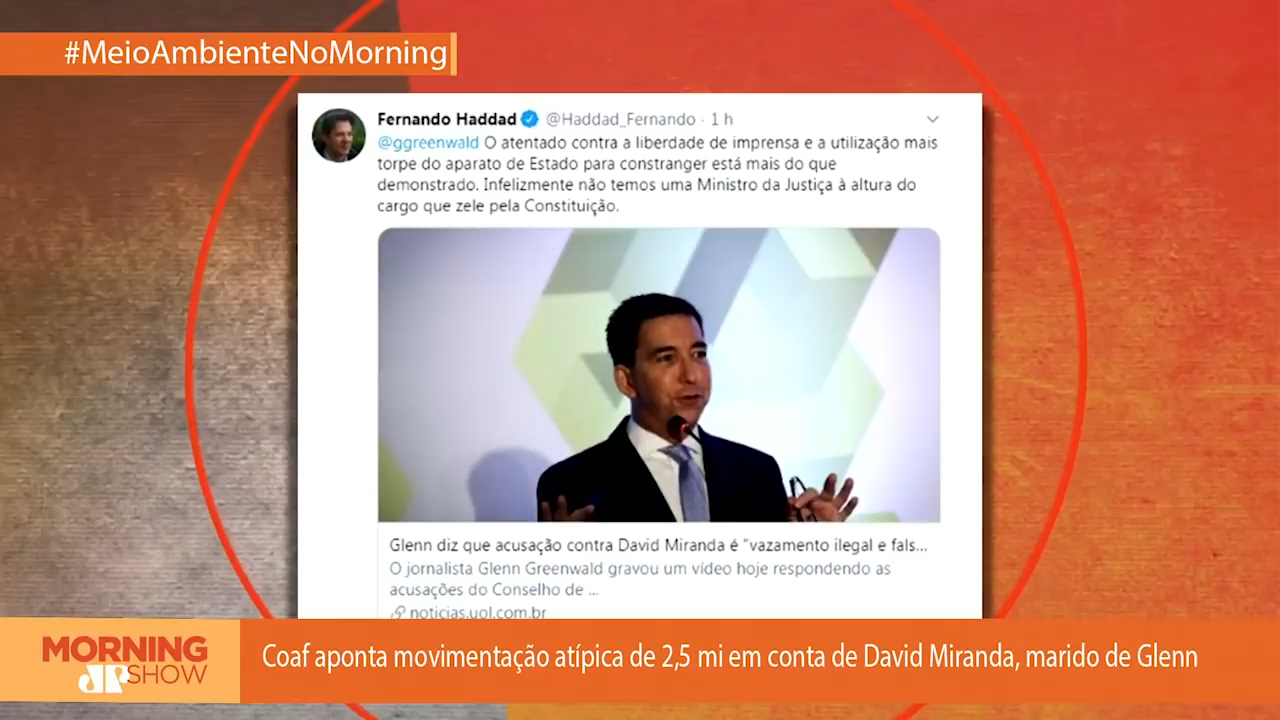 #MeioAmbienteNoMorning
Fernando Haddad @Haddad_Fernando · 1 h
@ggreenwald O atentado contra a liberdade de imprensa e a utilização mais
torpe do aparato de Estado para constranger está mais do que
demonstrado. Infelizmente não temos uma Ministro da Justiça à altura do
cargo que zele pela Constituição.
Glenn diz que acusação contra David Miranda é "vazamento ilegal e fals...
O jornalista Glenn Greenwald gravou um vídeo hoje respondendo as
acusações do Conselho de ...
noticias.uol.com.br
MORNING
JP SHOW
Coaf aponta movimentação atípica de 2,5 mi em conta de David Miranda, marido de Glenn